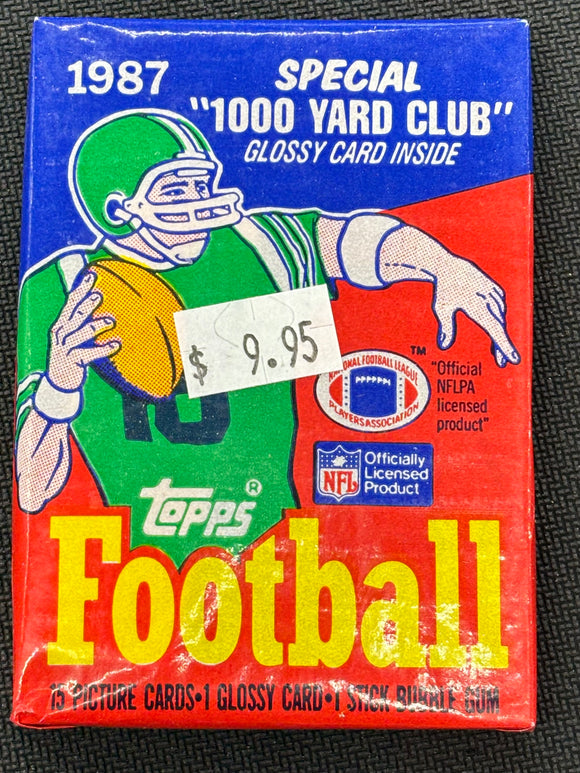 1987
SPECIAL
"1000 YARD CLUB"
GLOSSY CARD INSIDE
$ 9.95
TM
NATIONAL FOOTBALL LEAGUE
PLAYERS ASSOCIATION
"Official
NFLPA
licensed
product"
NFL
Officially
Licensed
Product
topps®
Football
15 PICTURE CARDS•1 GLOSSY CARD•1 STICK BUBBLE GUM